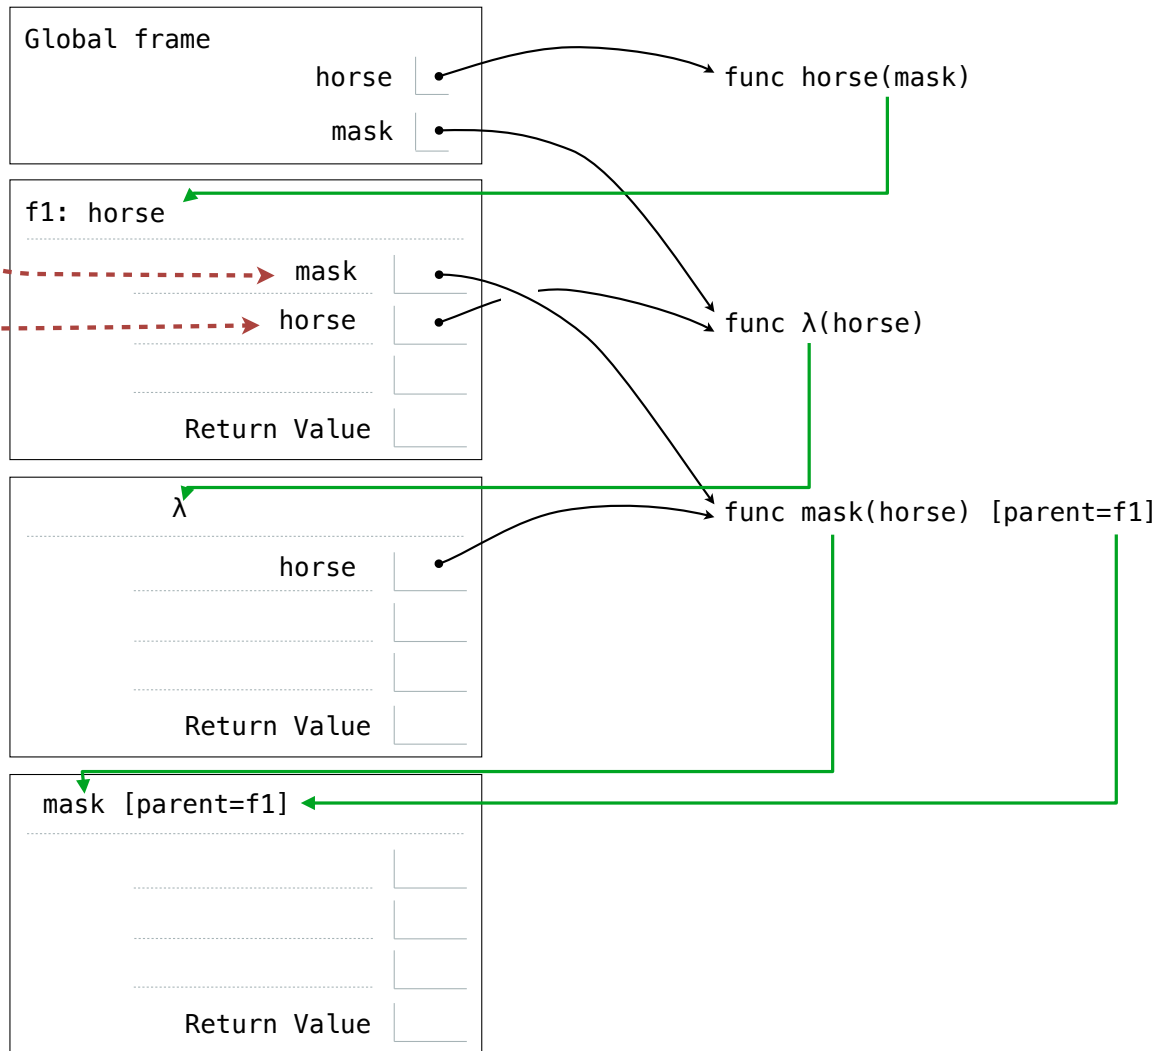 Global frame
horse
func horse(mask)
mask
f1: horse
mask
horse
func λ(horse)
Return Value
λ
func mask(horse) [parent=f1]
horse
Return Value
mask [parent=f1]
Return Value